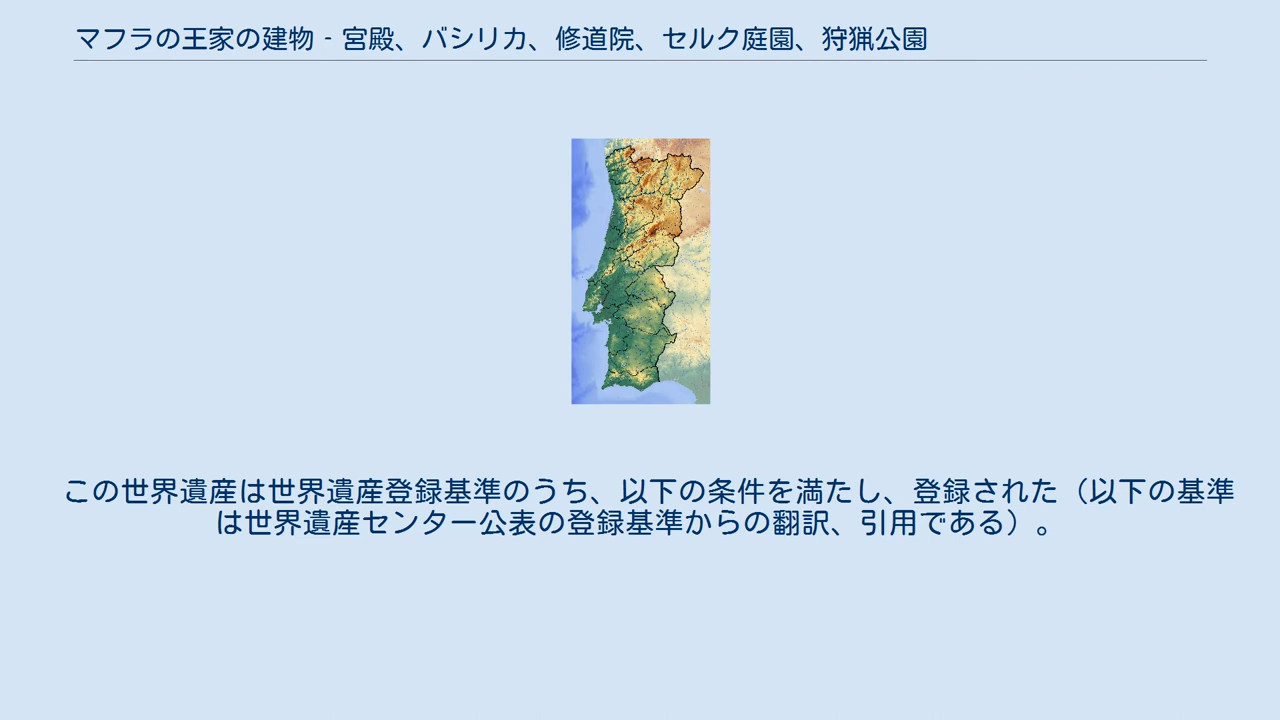 マフラの王家の建物 - 宮殿、バシリカ、修道院、セルク庭園、狩猟公園
この世界遺産は世界遺産登録基準のうち、以下の条件を満たし、登録された（以下の基準
は世界遺産センター公表の登録基準からの翻訳、引用である）。